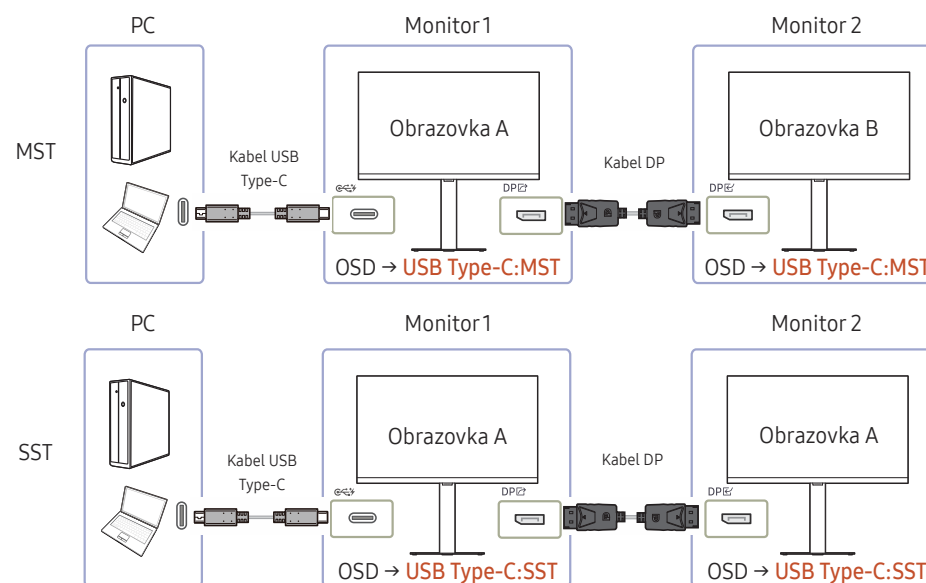 PC
Monitor 1
Monitor 2
MST
Kabel USB
Type-C
Obrazovka A
DP
Kabel DP
DP
Obrazovka B
OSD → USB Type-C:MST
OSD → USB Type-C:MST
PC
Monitor 1
Monitor 2
SST
Kabel USB
Type-C
Obrazovka A
DP
Kabel DP
DP
Obrazovka A
OSD → USB Type-C:SST
OSD → USB Type-C:SST